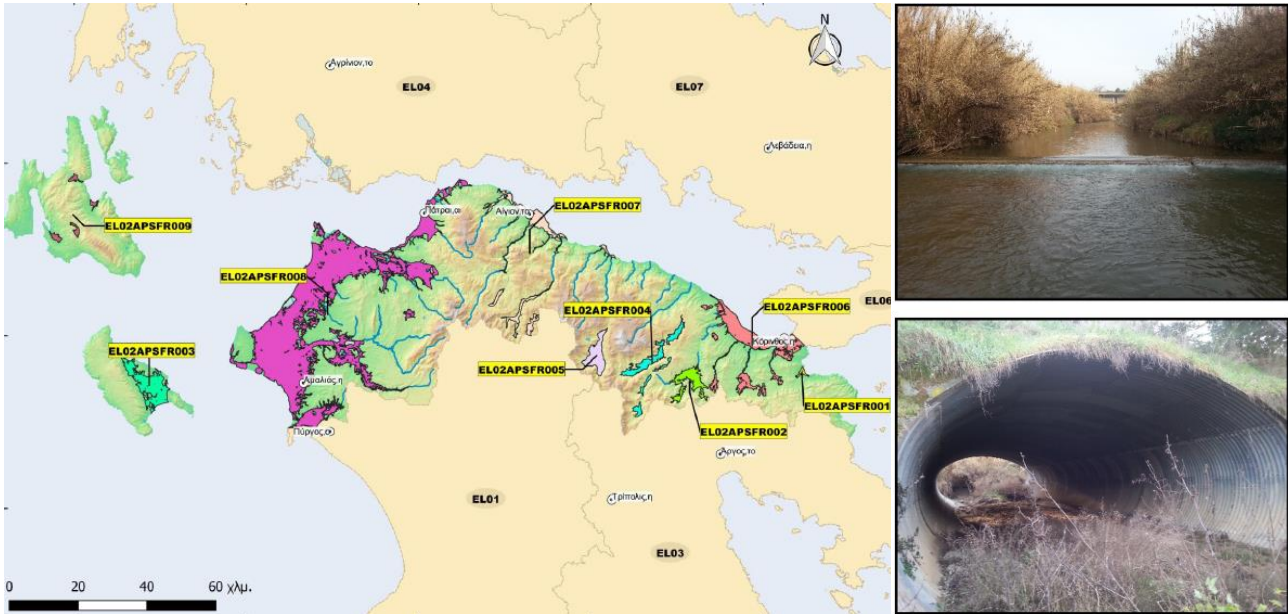 N
Αγρίνιον,το
EL04
EL07
Λεβάδεια,η
EL02APSFR009
Πάτραι,οι
Αίγιον,το
EL02APSFR007
EL02APSFR008
EL02APSFR004
EL02APSFR006
EL06
Κόρινθος,η
EL02APSFR003
EL02APSFR005
Αμαλιάς,η
EL02APSFR001
Πύργος,ο
EL02APSFR002
Άργος,το
EL01
Τρίπολις,η
EL03
0 20 40 60 χλμ.